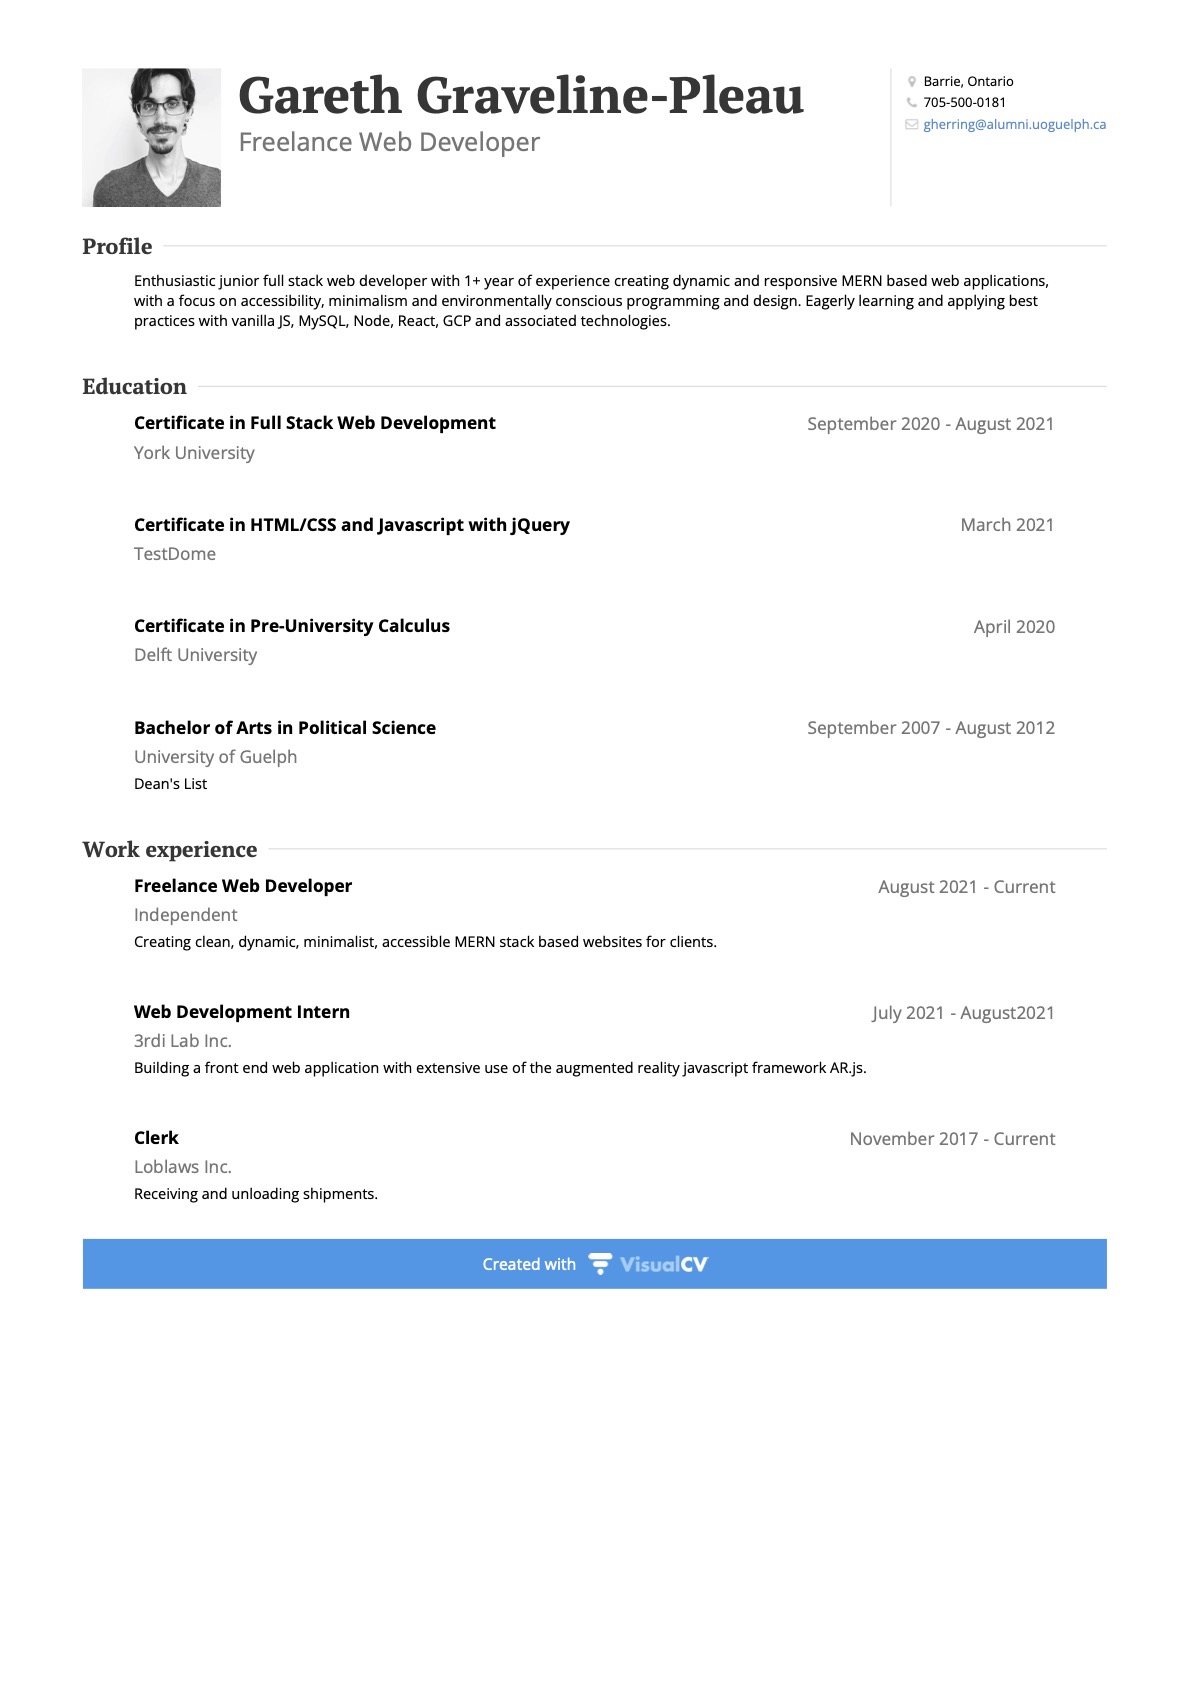 Gareth Graveline-Pleau
Freelance Web Developer
Barrie, Ontario
705-500-0181
gherring@alumni.uoguelph.ca
Profile
Enthusiastic junior full stack web developer with 1+ year of experience creating dynamic and responsive MERN based web applications,
with a focus on accessibility, minimalism and environmentally conscious programming and design. Eagerly learning and applying best
practices with vanilla JS, MySQL, Node, React, GCP and associated technologies.
Education
Certificate in Full Stack Web Development September 2020 - August 2021
York University
Certificate in HTML/CSS and Javascript with jQuery March 2021
TestDome
Certificate in Pre-University Calculus April 2020
Delft University
Bachelor of Arts in Political Science September 2007 - August 2012
University of Guelph
Dean's List
Work experience
Freelance Web Developer August 2021 - Current
Independent
Creating clean, dynamic, minimalist, accessible MERN stack based websites for clients.
Web Development Intern July 2021 - August2021
3rdi Lab Inc.
Building a front end web application with extensive use of the augmented reality javascript framework AR.js.
Clerk November 2017 - Current
Loblaws Inc.
Receiving and unloading shipments.
Created with VisualCV